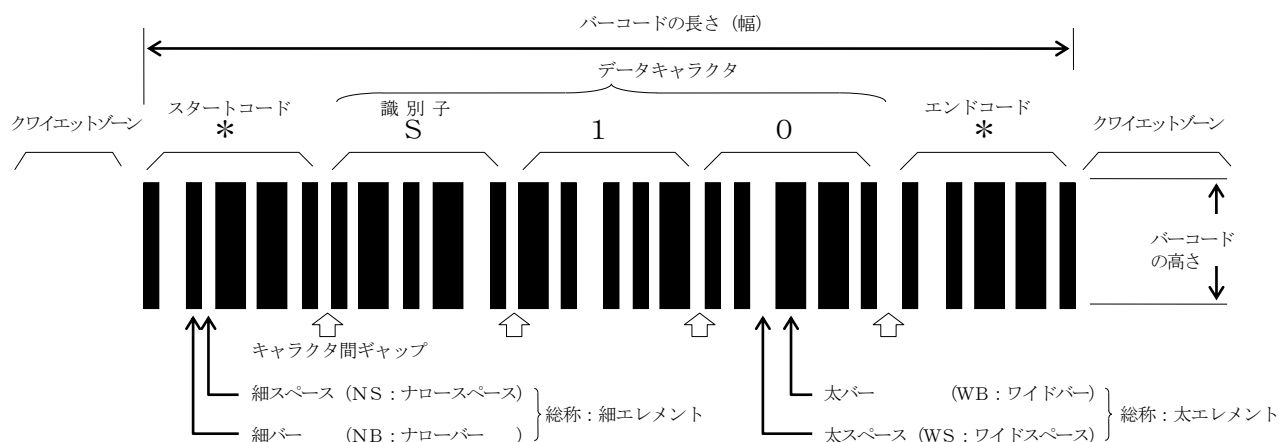 バーコードの長さ（幅）
データキャラクタ
クワイエットゾーン
スタートコード
＊
識別子
S
1
0
エンドコード
＊
クワイエットゾーン
バーコード
の高さ
キャラクタ間ギャップ
細スペース（NS：ナロースペース）
細バー　（NB：ナローバー　）
総称：細エレメント
太バー　（WB：ワイドバー）
太スペース（WS：ワイドスペース）
総称：太エレメント